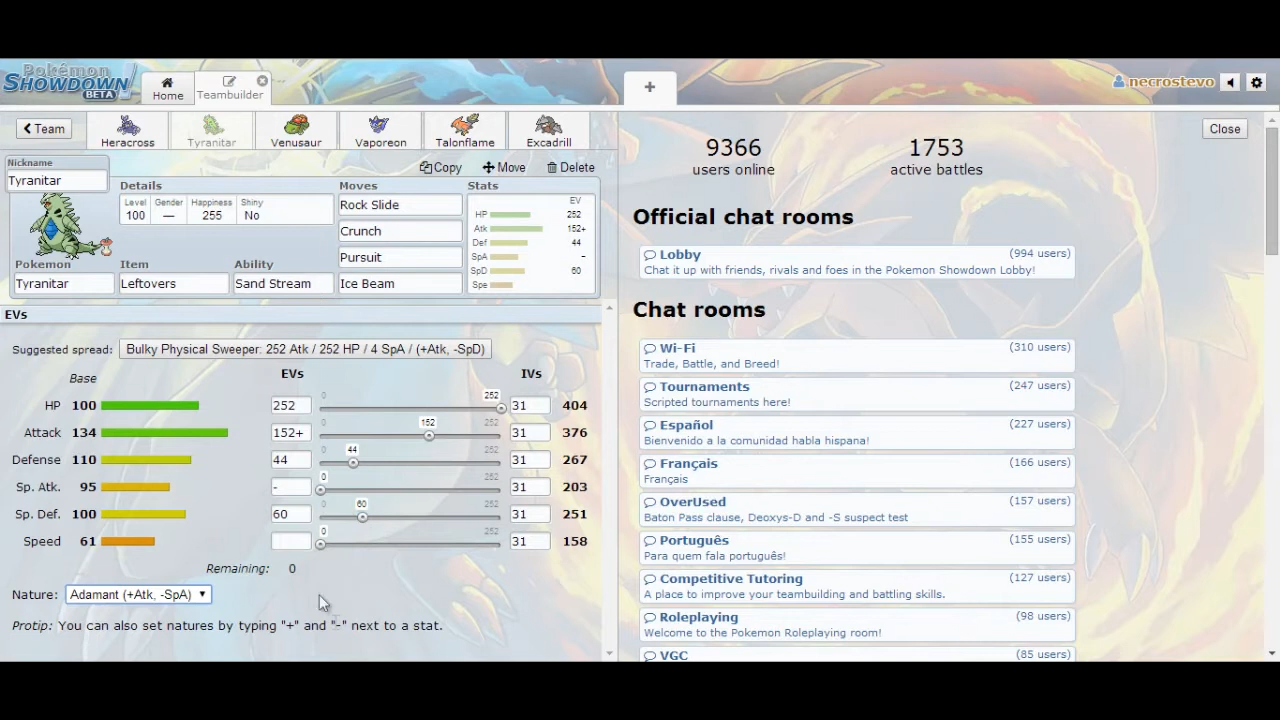 Pokémon
SHOWDOWN
BETA
Home
Teambuilder
+
necrostevo
Team
Heracross
Tyranitar
Venusaur
Vaporeon
Talonflame
Excadrill
Close
Nickname
Tyranitar
Copy
Move
Delete
Details
Level
100
Gender
—
Happiness
255
Shiny
No
Moves
Rock Slide
Crunch
Pursuit
Ice Beam
Stats
EV
HP 252
Atk 152+
Def 44
SpA -
SpD 60
Spe
Pokemon
Tyranitar
Item
Leftovers
Ability
Sand Stream
EVs
Suggested spread: Bulky Physical Sweeper: 252 Atk / 252 HP / 4 SpA / (+Atk, -SpD)
Base EVs IVs
HP 100 252 0 252 31 404
Attack 134 152+ 0 152 252 31 376
Defense 110 44 0 44 252 31 267
Sp. Atk. 95 - 0 252 31 203
Sp. Def. 100 60 0 60 252 31 251
Speed 61 0 252 31 158
Remaining: 0
Nature: Adamant (+Atk, -SpA)
Protip: You can also set natures by typing "+" and "-" next to a stat.
9366
users online
1753
active battles
Official chat rooms
Lobby (994 users)
Chat it up with friends, rivals and foes in the Pokemon Showdown Lobby!
Chat rooms
Wi-Fi (310 users)
Trade, Battle, and Breed!
Tournaments (247 users)
Scripted tournaments here!
Español (227 users)
Bienvenido a la comunidad habla hispana!
Français (166 users)
Français
OverUsed (157 users)
Baton Pass clause, Deoxys-D and -S suspect test
Português (155 users)
Para quem fala português!
Competitive Tutoring (127 users)
A place to improve your teambuilding and battling skills.
Roleplaying (98 users)
Welcome to the Pokemon Roleplaying room!
VGC (85 users)